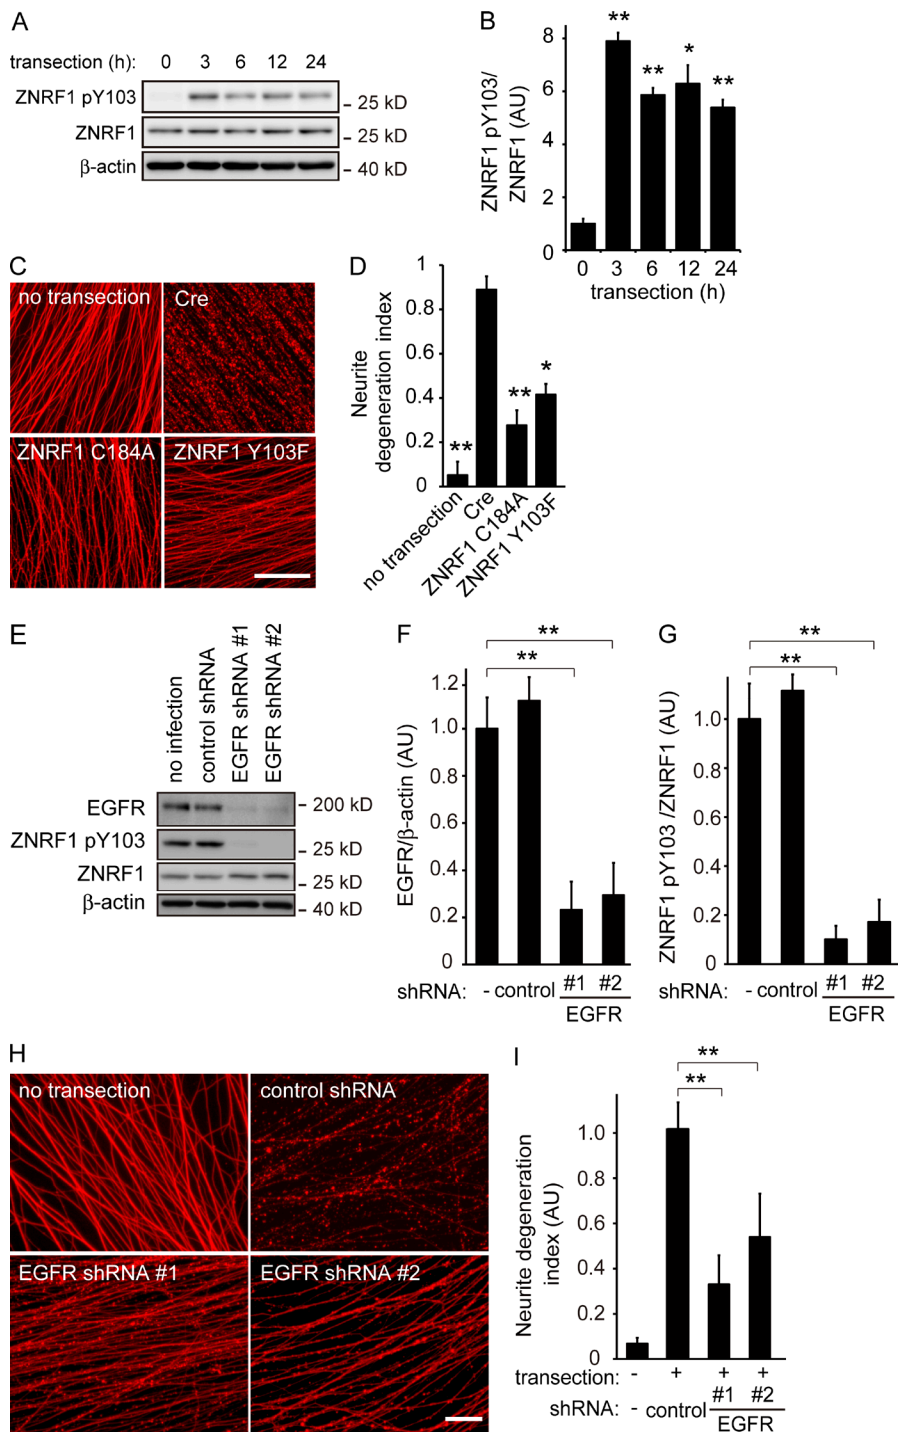 A
transection (h): 0 3 6 12 24
ZNRF1 pY103
– 25 kD
ZNRF1
– 25 kD
β-actin
– 40 kD
B
ZNRF1 pY103/
ZNRF1 (AU)
8
6
4
2
0
**
**
*
**
0 3 6 12 24
transection (h)
C
no transection
Cre
ZNRF1 C184A
ZNRF1 Y103F
D
Neurite
degeneration index
1
0.8
0.6
0.4
0.2
0
**
**
*
no transection
Cre
ZNRF1 C184A
ZNRF1 Y103F
E
no infection
control shRNA
EGFR shRNA #1
EGFR shRNA #2
EGFR
– 200 kD
ZNRF1 pY103
– 25 kD
ZNRF1
– 25 kD
β-actin
– 40 kD
F
EGFR/β-actin (AU)
**
**
1.2
1.0
0.8
0.6
0.4
0.2
0
shRNA: - control #1 #2
EGFR
G
ZNRF1 pY103 /ZNRF1 (AU)
**
**
1.0
0.8
0.6
0.4
0.2
0
shRNA: - control #1 #2
EGFR
H
no transection
control shRNA
EGFR shRNA #1
EGFR shRNA #2
I
Neurite degeneration
index (AU)
**
**
1.0
0.8
0.6
0.4
0.2
0
transection: - + + +
shRNA: - control #1 #2
EGFR